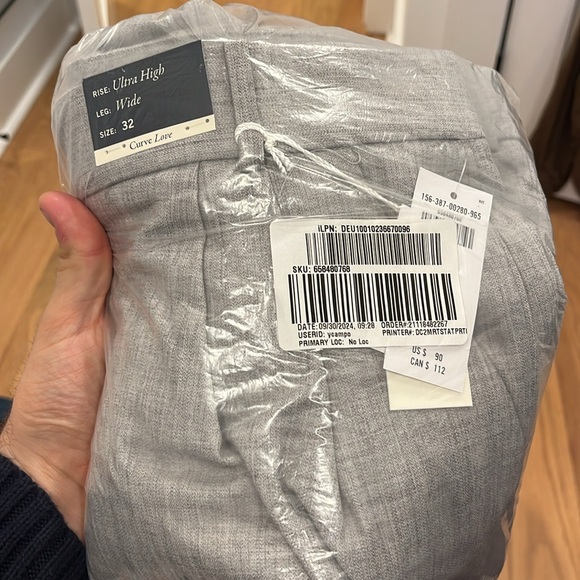 RISE: Ultra High
LEG: Wide
SIZE: 32
Curve Love
156-387-00280-965
iLPN: DEU10010236670096
SKU: 658480768
DATE: 09/30/2024, 09:28 ORDER#:21118482267
USERID: ycampo PRINTER#:DC2MRTSTATPRTI
PRIMARY LOC: No Loc
US $ 90
CAN $ 112